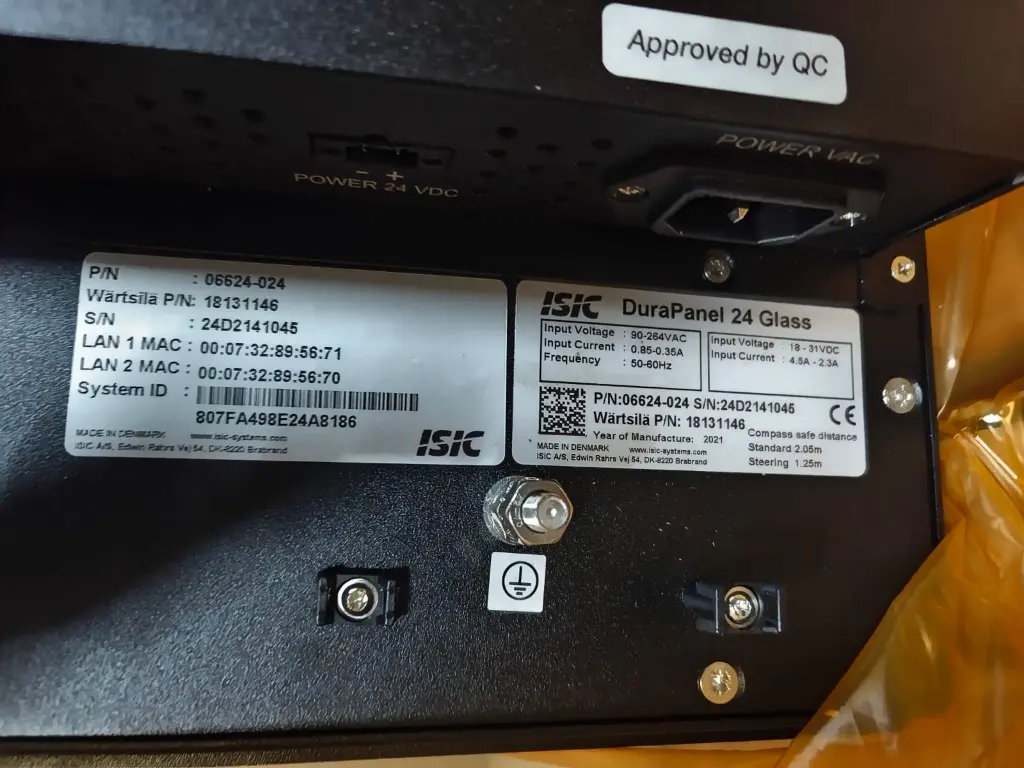 Approved by QC
POWER VAC
- +
POWER 24 VDC
P/N : 06624-024
Wärtsilä P/N: 18131146
S/N : 24D2141045
LAN 1 MAC : 00:07:32:89:56:71
LAN 2 MAC : 00:07:32:89:56:70
System ID :
807FA498E24A8186
MADE IN DENMARK www.isic-systems.com
ISIC A/S, Edwin Rahrs Vej 54, DK-8220 Brabrand
ISIC
ISIC DuraPanel 24 Glass
Input Voltage : 90-264VAC
Input Current : 0.85-0.35A
Frequency : 50-60Hz
Input Voltage : 18 - 31VDC
Input Current : 4.5A - 2.3A
P/N:06624-024 S/N:24D2141045
Wärtsilä P/N: 18131146
CE
Year of Manufacture: 2021
MADE IN DENMARK www.isic-systems.com
ISIC A/S, Edwin Rahrs Vej 54, DK-8220 Brabrand
Compass safe distance
Standard 2.05m
Steering 1.25m